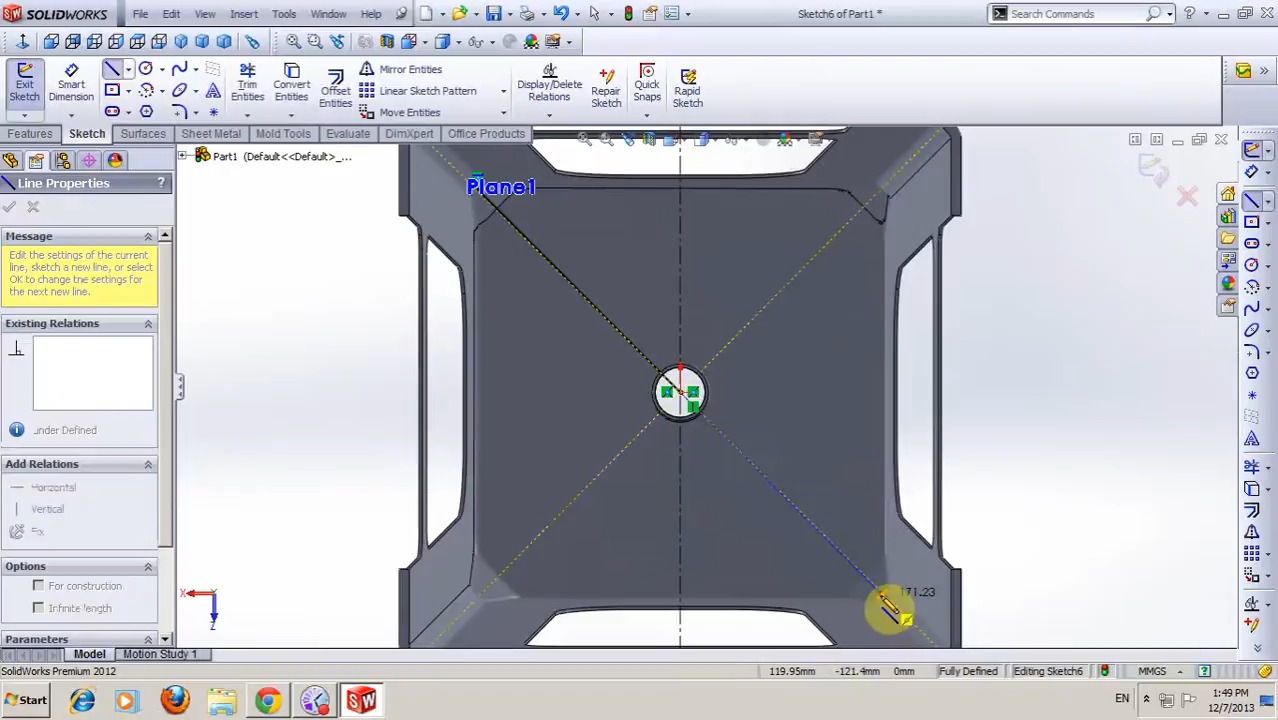 SOLIDWORKS File Edit View Insert Tools Window Help Sketch6 of Part1 * Search Commands
Exit Sketch
Smart Dimension
Trim Entities
Convert Entities
Offset Entities
Mirror Entities
Linear Sketch Pattern
Move Entities
Display/Delete Relations
Repair Sketch
Quick Snaps
Rapid Sketch
Features Sketch Surfaces Sheet Metal Mold Tools Evaluate DimXpert Office Products
Part1 (Default<<Default>_...
Line Properties ?
Message
Edit the settings of the current
line, sketch a new line, or select
OK to change the settings for
the next new line.
Existing Relations
Under Defined
Add Relations
Horizontal
Vertical
Fix
Options
For construction
Infinite length
Parameters
Plane1
171.23
X
Z
Model Motion Study 1
SolidWorks Premium 2012 119.95mm -121.4mm 0mm Fully Defined Editing Sketch6 MMGS
Start EN 1:49 PM
12/7/2013